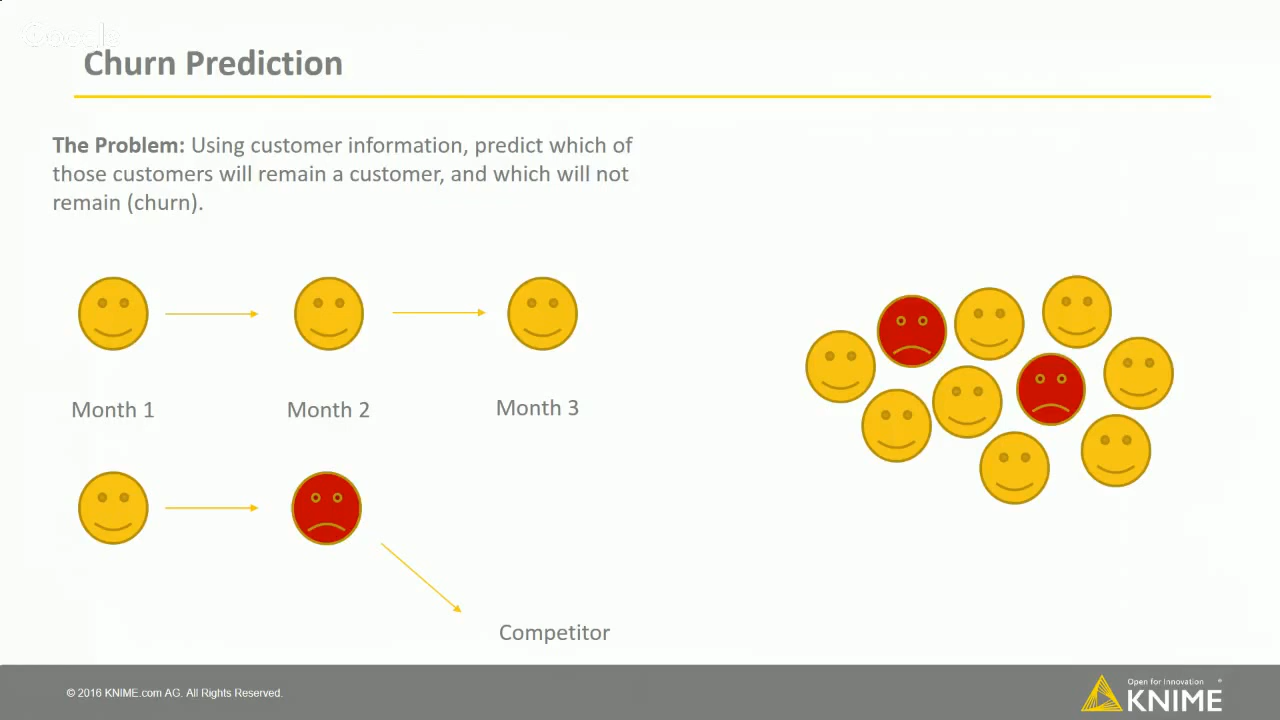 Google
Churn Prediction
The Problem: Using customer information, predict which of
those customers will remain a customer, and which will not
remain (churn).
Month 1
Month 2
Month 3
Competitor
© 2016 KNIME.com AG. All Rights Reserved.
Open for Innovation
KNIME